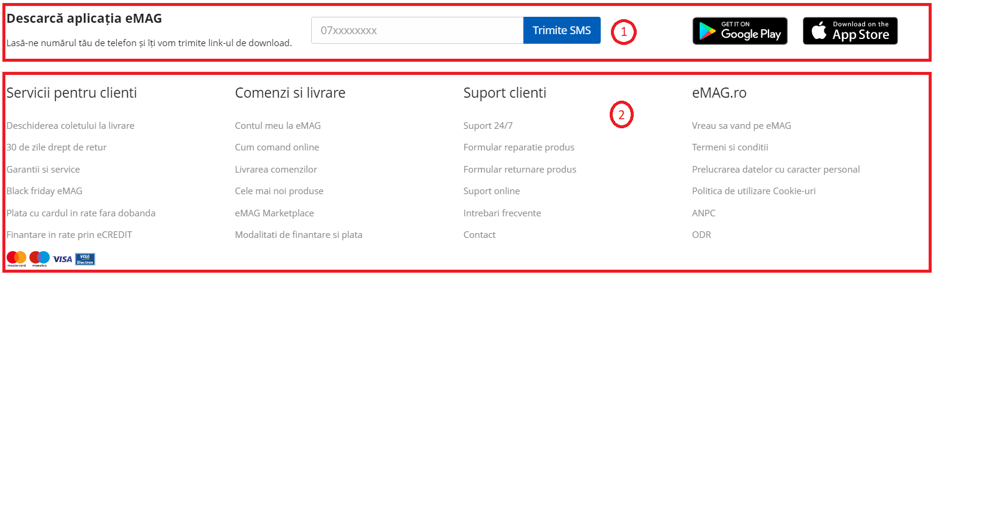 Descarcă aplicația eMAG
Lasă-ne numărul tău de telefon și îți vom trimite link-ul de download.
07xxxxxxxx
Trimite SMS
1
GET IT ON
Google Play
Download on the
App Store
Servicii pentru clienti
Deschiderea coletului la livrare
30 de zile drept de retur
Garantii si service
Black friday eMAG
Plata cu cardul in rate fara dobanda
Finantare in rate prin eCREDIT
mastercard.
maestro
VISA
VISA
Electron
Comenzi si livrare
Contul meu la eMAG
Cum comand online
Livrarea comenzilor
Cele mai noi produse
eMAG Marketplace
Modalitati de finantare si plata
Suport clienti
Suport 24/7
Formular reparatie produs
Formular returnare produs
Suport online
Intrebari frecvente
Contact
2
eMAG.ro
Vreau sa vand pe eMAG
Termeni si conditii
Prelucrarea datelor cu caracter personal
Politica de utilizare Cookie-uri
ANPC
ODR